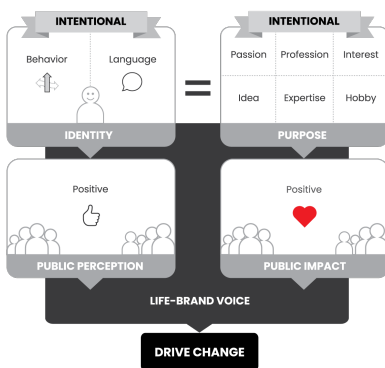 INTENTIONAL
INTENTIONAL
Behavior Language
Passion Profession Interest
=
Idea Expertise Hobby
IDENTITY
PURPOSE
Positive
Positive
PUBLIC PERCEPTION
PUBLIC IMPACT
LIFE-BRAND VOICE
DRIVE CHANGE